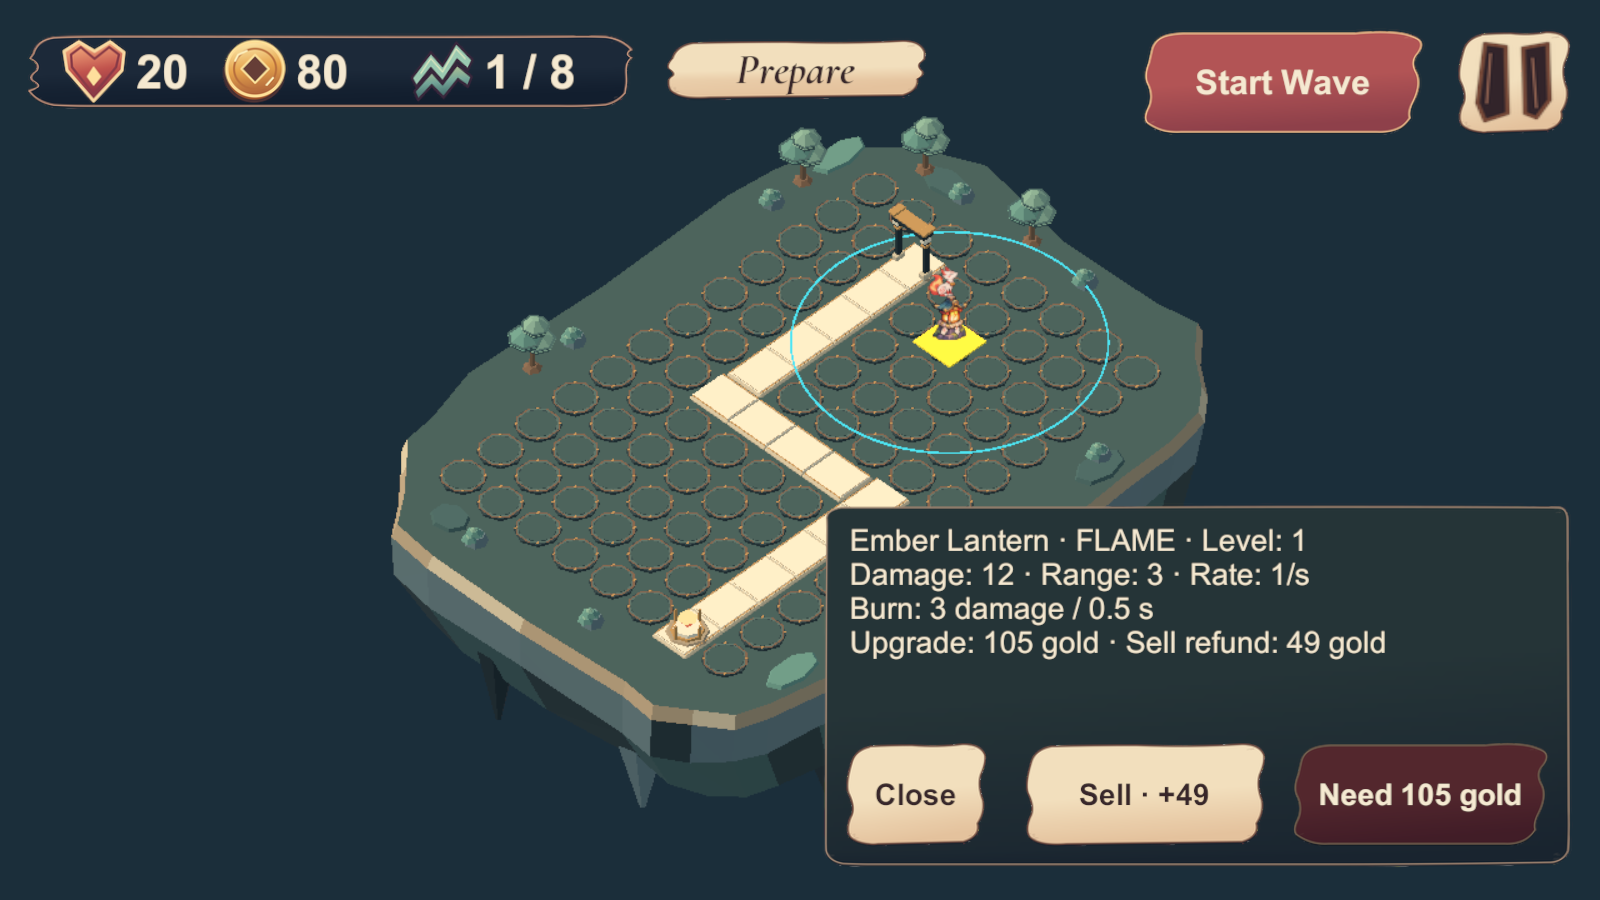 20 80 1 / 8
Prepare
Start Wave
Ember Lantern · FLAME · Level: 1
Damage: 12 · Range: 3 · Rate: 1/s
Burn: 3 damage / 0.5 s
Upgrade: 105 gold · Sell refund: 49 gold
Close
Sell · +49
Need 105 gold